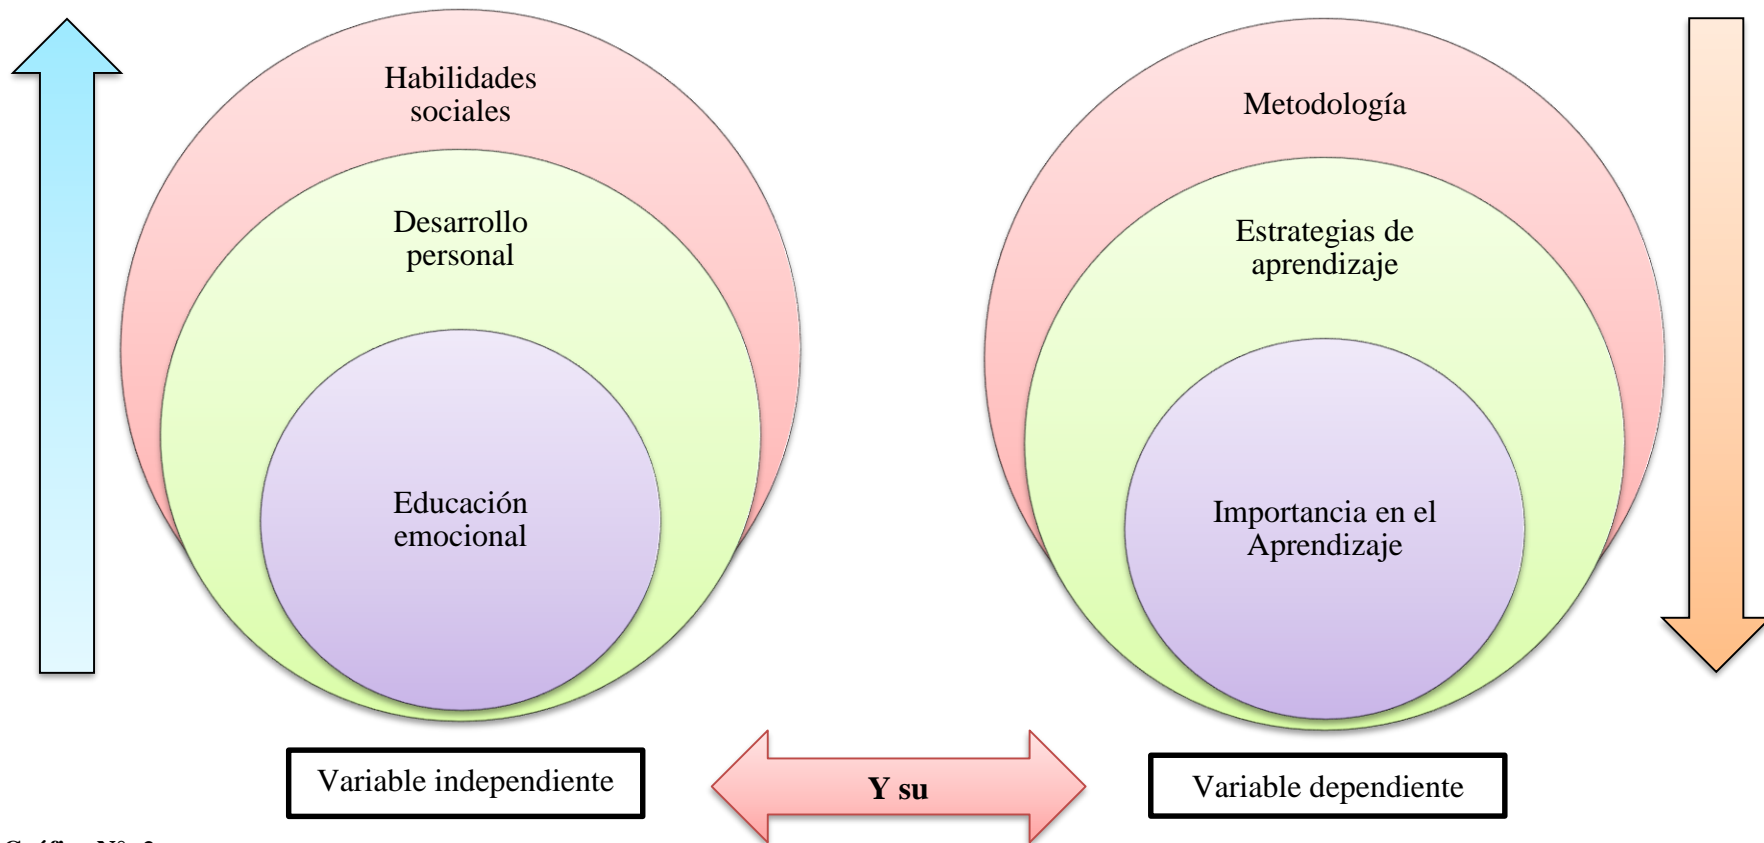 Habilidades
sociales
Desarrollo
personal
Educación
emocional
Variable independiente
Metodología
Estrategias de
aprendizaje
Importancia en el
Aprendizaje
Variable dependiente
Y su